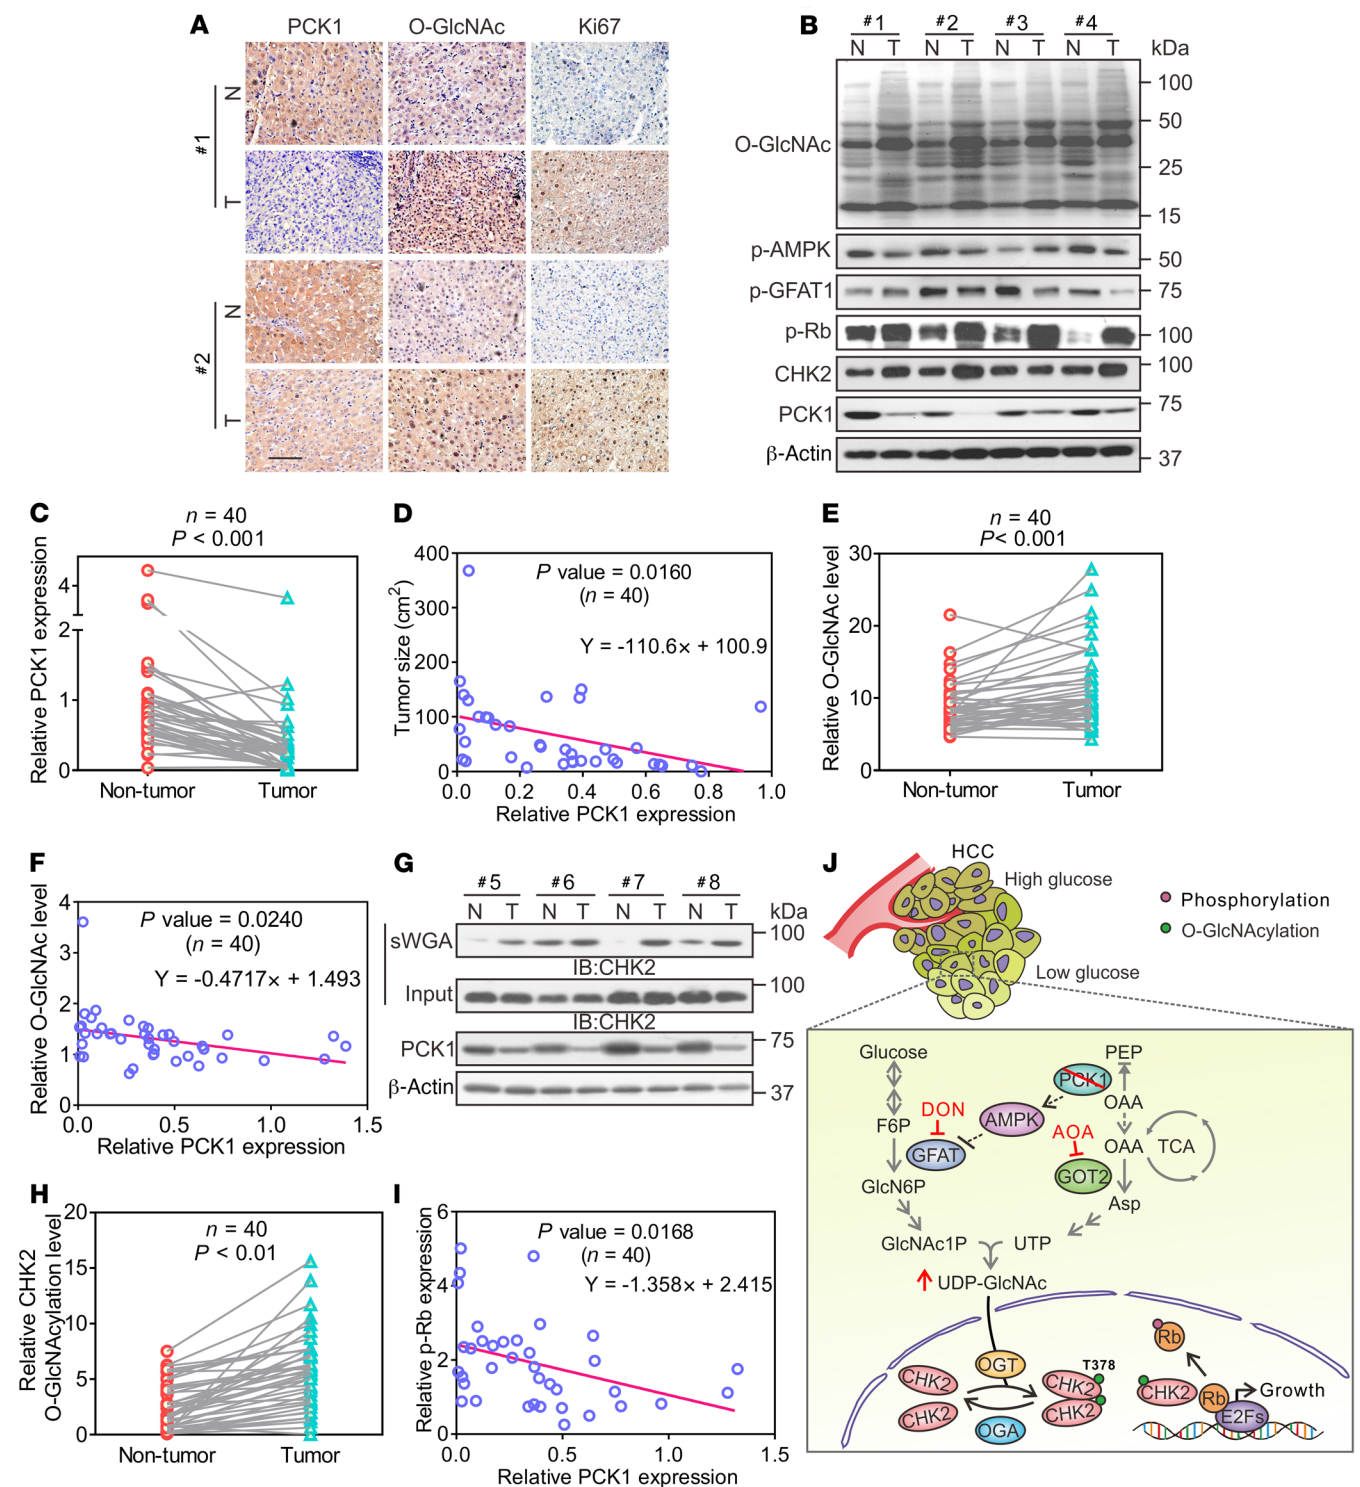 A
PCK1 O-GlcNAc Ki67
#1
N
T
#2
N
T
B
#1 #2 #3 #4
N T N T N T N T kDa
O-GlcNAc
100
50
25
15
p-AMPK
50
p-GFAT1
75
p-Rb
100
CHK2
100
PCK1
75
β-Actin
37
C
n = 40
P < 0.001
Relative PCK1 expression
4
2
1
0
Non-tumor Tumor
D
P value = 0.0160
(n = 40)
Y = -110.6× + 100.9
Tumor size (cm2)
400
300
200
100
0
0.0 0.2 0.4 0.6 0.8 1.0
Relative PCK1 expression
E
n = 40
P< 0.001
Relative O-GlcNAc level
30
20
10
0
Non-tumor Tumor
F
P value = 0.0240
(n = 40)
Y = -0.4717× + 1.493
Relative O-GlcNAc level
4
3
2
1
0
0.0 0.5 1.0 1.5
Relative PCK1 expression
G
#5 #6 #7 #8
N T N T N T N T kDa
sWGA
100
IB:CHK2
Input
100
IB:CHK2
PCK1
75
β-Actin
37
H
n = 40
P < 0.01
Relative CHK2
O-GlcNAcylation level
20
15
10
5
0
Non-tumor Tumor
I
P value = 0.0168
(n = 40)
Y = -1.358× + 2.415
Relative p-Rb expression
6
4
2
0
0.0 0.5 1.0 1.5
Relative PCK1 expression
J
HCC
High glucose
Low glucose
Phosphorylation
O-GlcNAcylation
Glucose
PEP
PCK1
OAA
DON
AMPK
F6P
AOA
OAA
TCA
GFAT
GOT2
GlcN6P
Asp
GlcNAc1P
UTP
UDP-GlcNAc
OGT
CHK2
CHK2
T378
CHK2
CHK2
OGA
Rb
CHK2
Rb
E2Fs
Growth